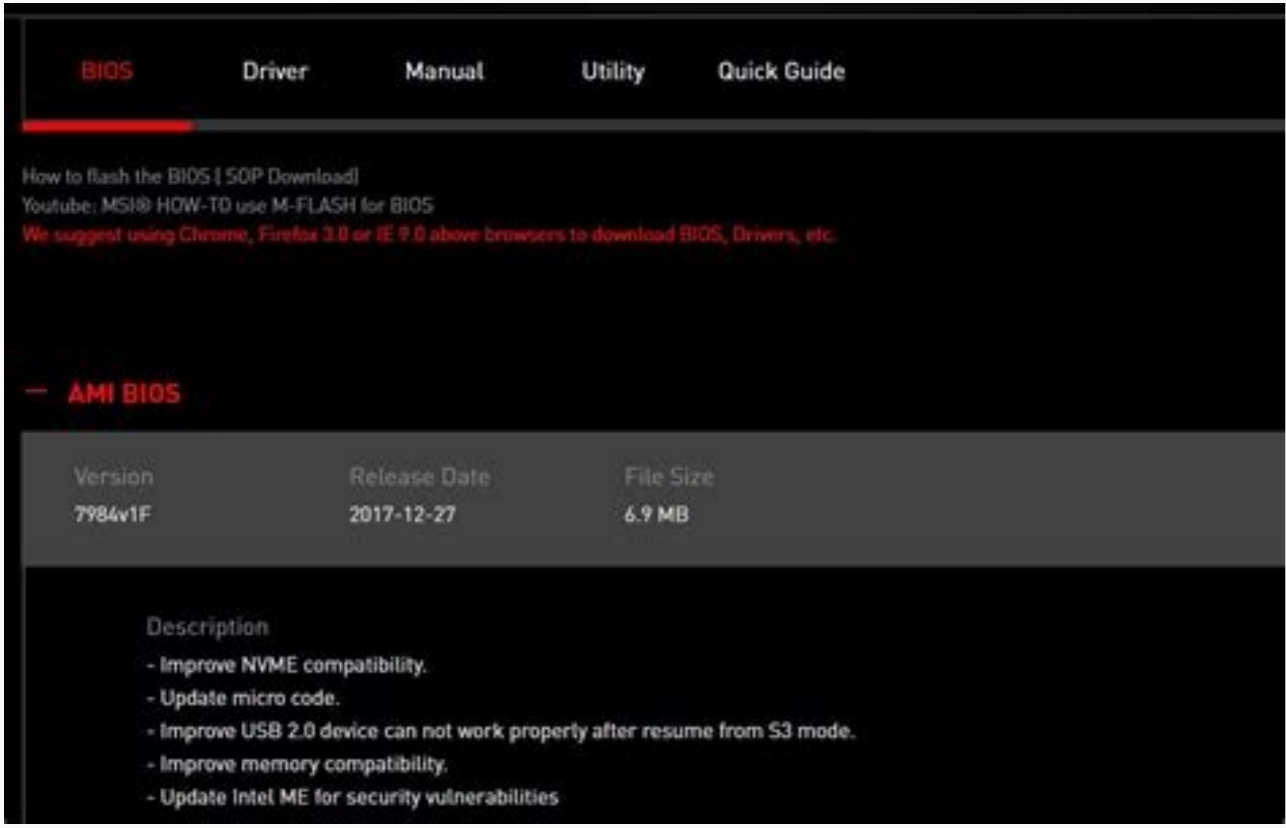 BIOS Driver Manual Utility Quick Guide
How to flash the BIOS [ SOP Download]
Youtube: MSI® HOW-TO use M-FLASH for BIOS
We suggest using Chrome, Firefox 3.0 or IE 9.0 above browsers to download BIOS, Drivers, etc.
— AMI BIOS
Version Release Date File Size
7984v1F 2017-12-27 6.9 MB
Description
- Improve NVME compatibility.
- Update micro code.
- Improve USB 2.0 device can not work properly after resume from S3 mode.
- Improve memory compatibility.
- Update Intel ME for security vulnerabilities